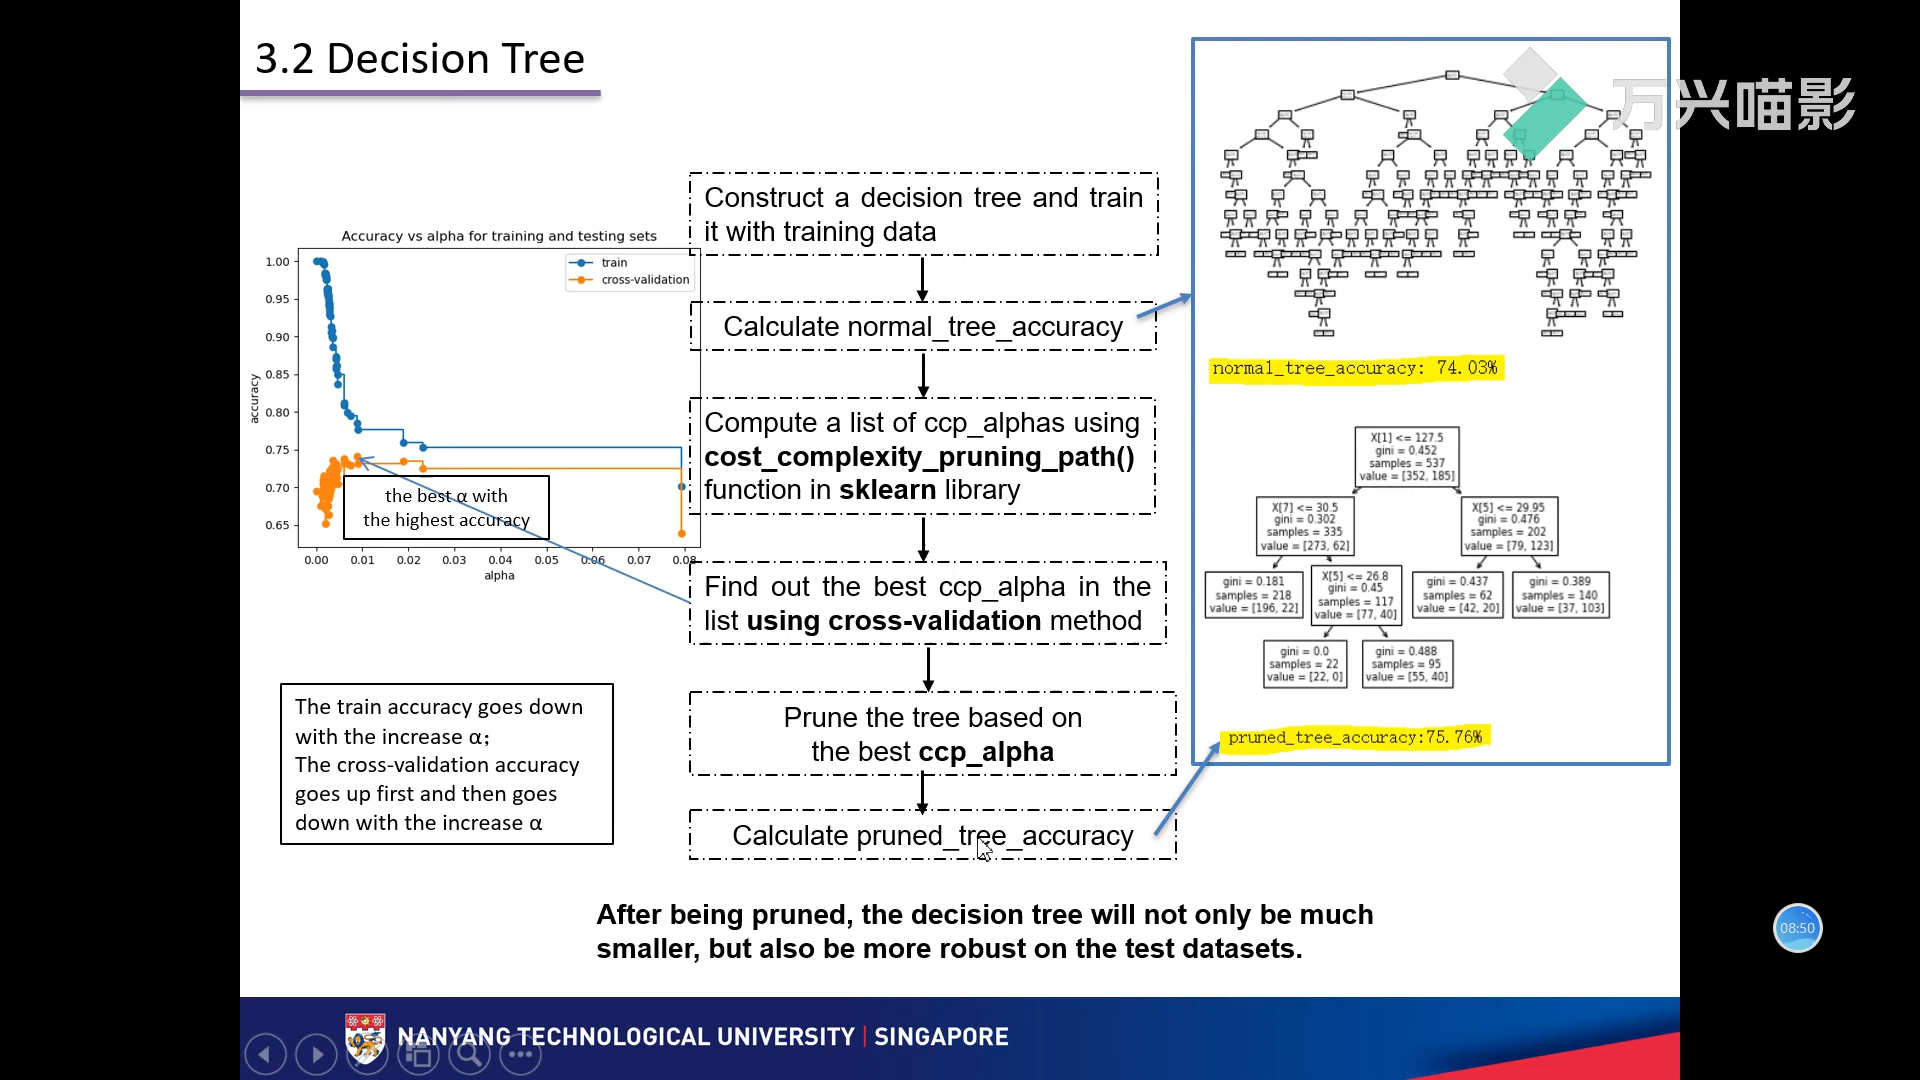 3.2 Decision Tree
万兴喵影
Construct a decision tree and train
it with training data
Calculate normal_tree_accuracy
Compute a list of ccp_alphas using
cost_complexity_pruning_path()
function in sklearn library
Find out the best ccp_alpha in the
list using cross-validation method
Prune the tree based on
the best ccp_alpha
Calculate pruned_tree_accuracy
Accuracy vs alpha for training and testing sets
train
cross-validation
accuracy
1.00
0.95
0.90
0.85
0.80
0.75
0.70
0.65
0.00 0.01 0.02 0.03 0.04 0.05 0.06 0.07 0.08
alpha
the best α with
the highest accuracy
The train accuracy goes down
with the increase α;
The cross-validation accuracy
goes up first and then goes
down with the increase α
normal_tree_accuracy: 74.03%
X[1] <= 127.5
gini = 0.452
samples = 537
value = [352, 185]
X[7] <= 30.5
gini = 0.302
samples = 335
value = [273, 62]
X[5] <= 29.95
gini = 0.476
samples = 202
value = [79, 123]
gini = 0.181
samples = 218
value = [196, 22]
X[5] <= 26.8
gini = 0.45
samples = 117
value = [77, 40]
gini = 0.437
samples = 62
value = [42, 20]
gini = 0.389
samples = 140
value = [37, 103]
gini = 0.0
samples = 22
value = [22, 0]
gini = 0.488
samples = 95
value = [55, 40]
pruned_tree_accuracy:75.76%
After being pruned, the decision tree will not only be much
smaller, but also be more robust on the test datasets.
08:50
NANYANG TECHNOLOGICAL UNIVERSITY | SINGAPORE